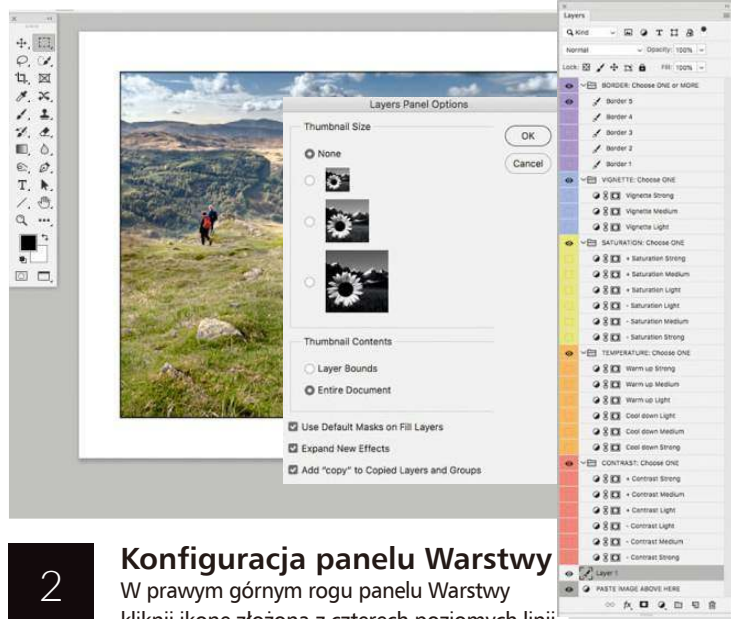 Layers Panel Options
Thumbnail Size
None
OK
Cancel
Thumbnail Contents
Layer Bounds
Entire Document
Use Default Masks on Fill Layers
Expand New Effects
Add "copy" to Copied Layers and Groups
Layers
Kind
Normal
Opacity: 100%
Lock:
Fill: 100%
BORDER: Choose ONE or MORE
Border 5
Border 4
Border 3
Border 2
Border 1
VIGNETTE: Choose ONE
Vignette Strong
Vignette Medium
Vignette Light
SATURATION: Choose ONE
+ Saturation Strong
+ Saturation Medium
+ Saturation Light
- Saturation Light
- Saturation Medium
- Saturation Strong
TEMPERATURE: Choose ONE
Warm up Strong
Warm up Medium
Warm up Light
Cool down Light
Cool down Medium
Cool down Strong
CONTRAST: Choose ONE
+ Contrast Strong
+ Contrast Medium
+ Contrast Light
- Contrast Light
- Contrast Medium
- Contrast Strong
Layer 1
PASTE IMAGE ABOVE HERE
2
Konfiguracja panelu Warstwy
W prawym górnym rogu panelu Warstwy
kliknij ikonę złożoną z czterech poziomych linii